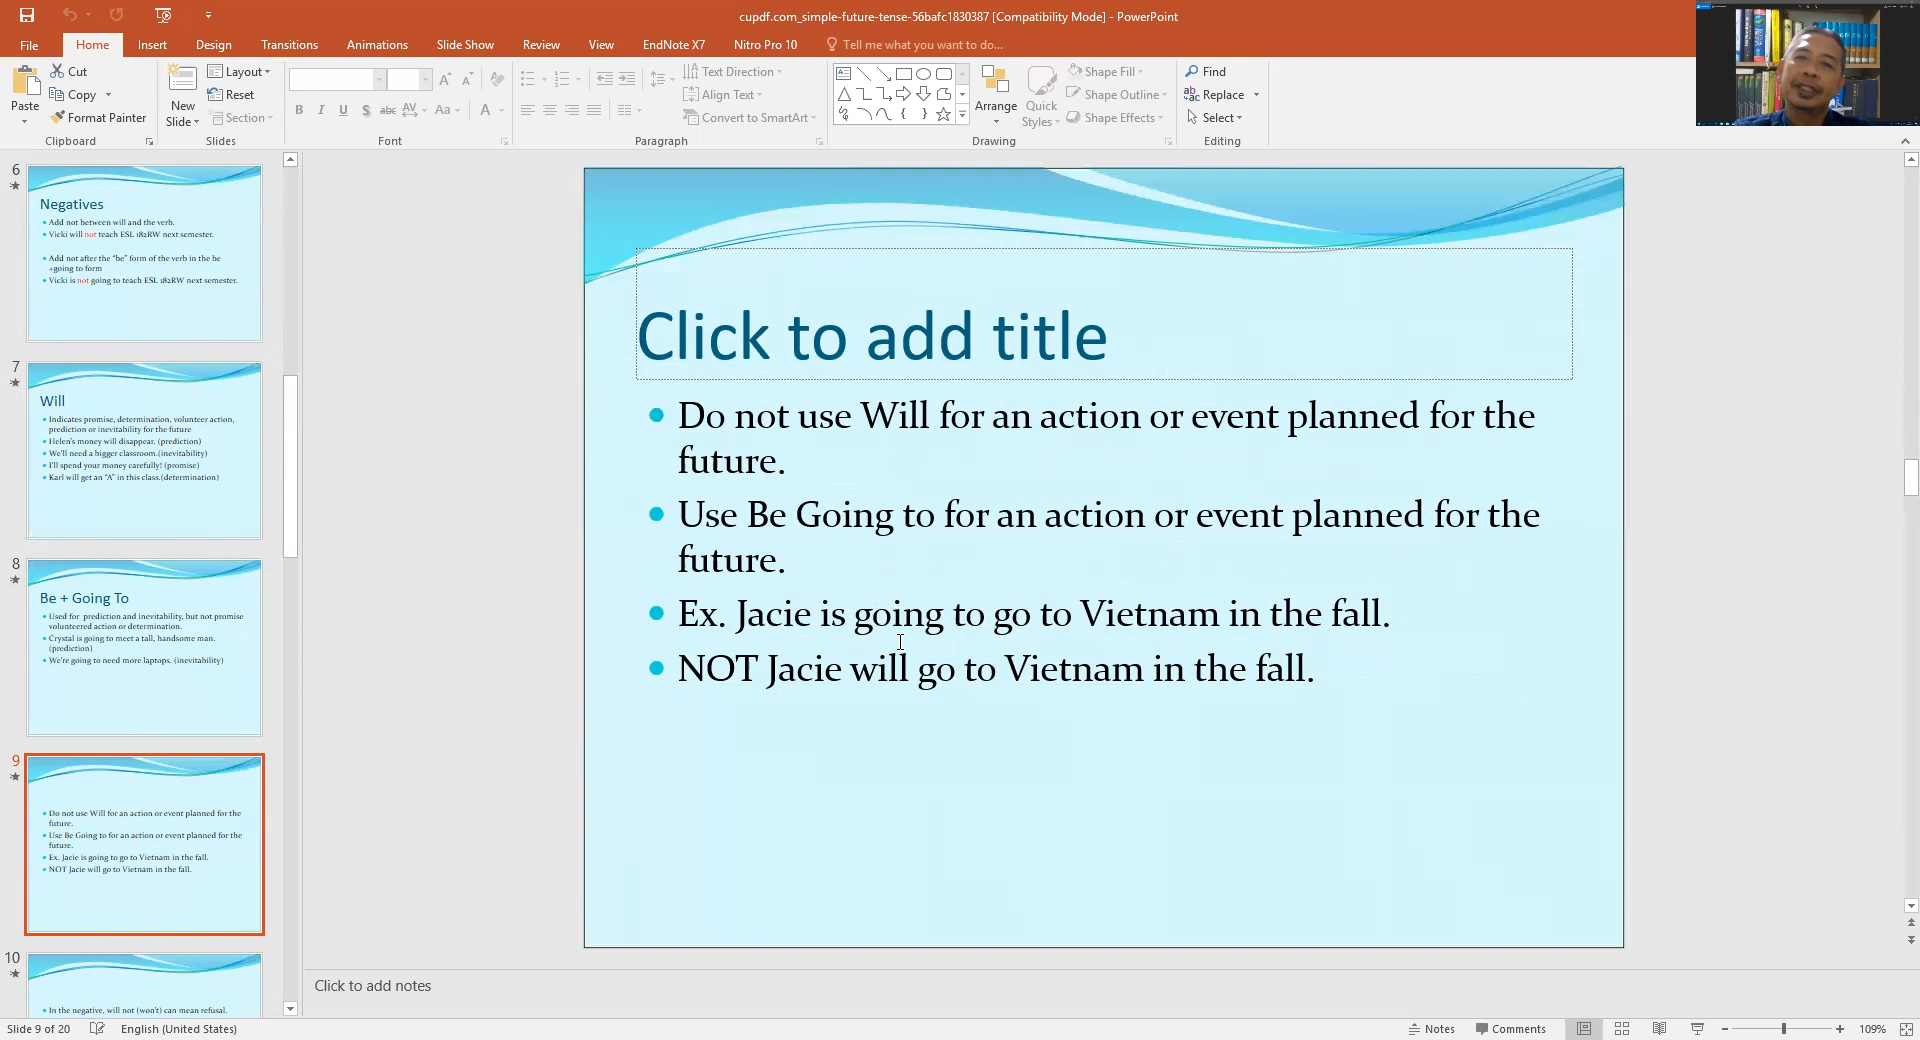 cupdf.com_simple-future-tense-56bafc1830387 [Compatibility Mode] - PowerPoint
File Home Insert Design Transitions Animations Slide Show Review View EndNote X7 Nitro Pro 10 Tell me what you want to do...
Paste
Cut
Copy
Format Painter
Clipboard
New
Slide
Layout
Reset
Section
Slides
B I U S abc AV Aa A
Font
Text Direction
Align Text
Convert to SmartArt
Paragraph
Arrange
Quick
Styles
Shape Fill
Shape Outline
Shape Effects
Drawing
Find
Replace
Select
Editing
6
Negatives
Add not between will and the verb.
Vicki will not teach ESL 182RW next semester.
Add not after the “be” form of the verb in the be
+going to form
Vicki is not going to teach ESL 182RW next semester.
7
Will
Indicates promise, determination, volunteer action,
prediction or inevitability for the future
Helen’s money will disappear. (prediction)
We’ll need a bigger classroom.(inevitability)
I’ll spend your money carefully! (promise)
Karl will get an “A” in this class.(determination)
8
Be + Going To
Used for prediction and inevitability, but not promise
volunteered action or determination.
Crystal is going to meet a tall, handsome man.
(prediction)
We’re going to need more laptops. (inevitability)
9
Do not use Will for an action or event planned for the
future.
Use Be Going to for an action or event planned for the
future.
Ex. Jacie is going to go to Vietnam in the fall.
NOT Jacie will go to Vietnam in the fall.
10
In the negative, will not (won’t) can mean refusal.
Click to add title
Do not use Will for an action or event planned for the
future.
Use Be Going to for an action or event planned for the
future.
Ex. Jacie is going to go to Vietnam in the fall.
NOT Jacie will go to Vietnam in the fall.
Click to add notes
Slide 9 of 20 English (United States) Notes Comments 109%